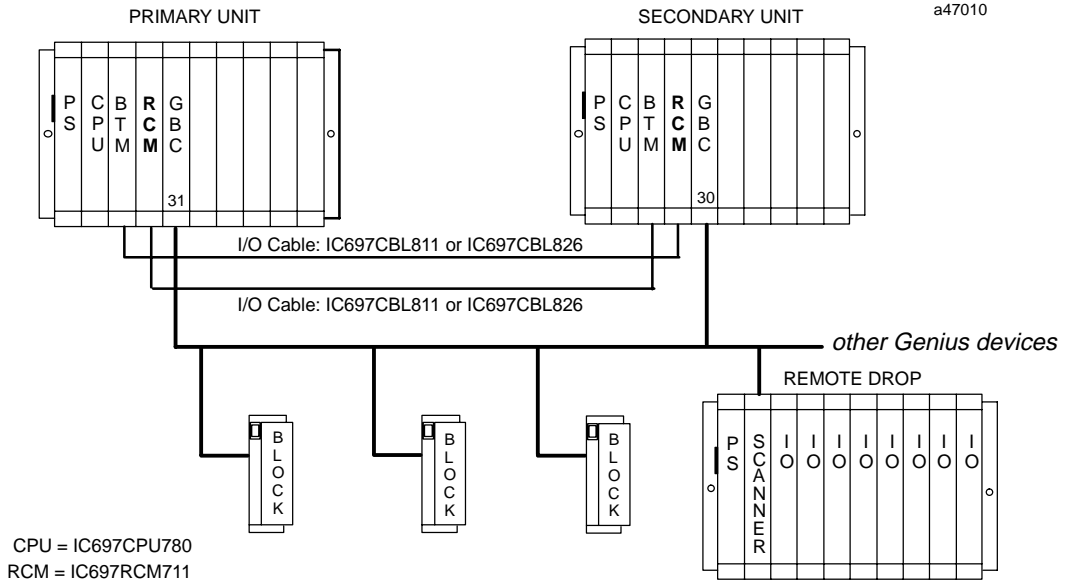 PRIMARY UNIT
SECONDARY UNIT
a47010
PS
CPU
BTM
RCM
GBC
31
PS
CPU
BTM
RCM
GBC
30
I/O Cable: IC697CBL811 or IC697CBL826
I/O Cable: IC697CBL811 or IC697CBL826
other Genius devices
REMOTE DROP
BLOCK
BLOCK
BLOCK
PS
SCANNER
IO
IO
IO
IO
IO
IO
IO
IO
CPU = IC697CPU780
RCM = IC697RCM711